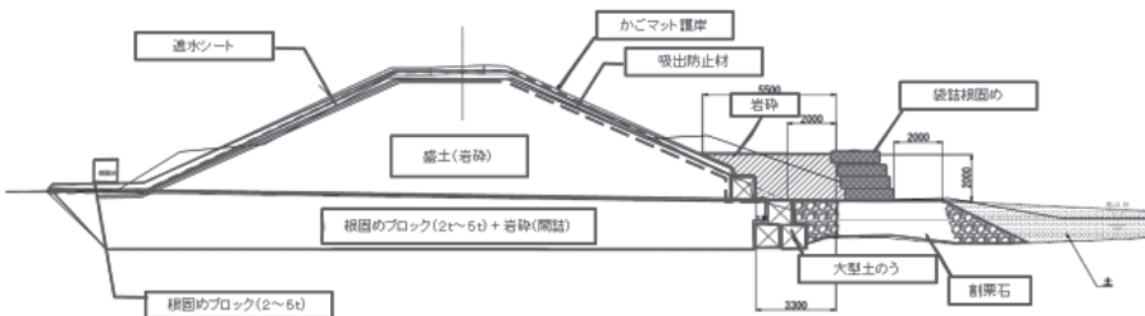 かごマット護岸
遮水シート
吸出防止材
5500
岩砕
袋詰根固め
2000
2000
盛土(岩砕)
2000
根固めブロック(2t～5t)+岩砕(間詰)
大型土のう
土
割栗石
根固めブロック(2～5t)
3300